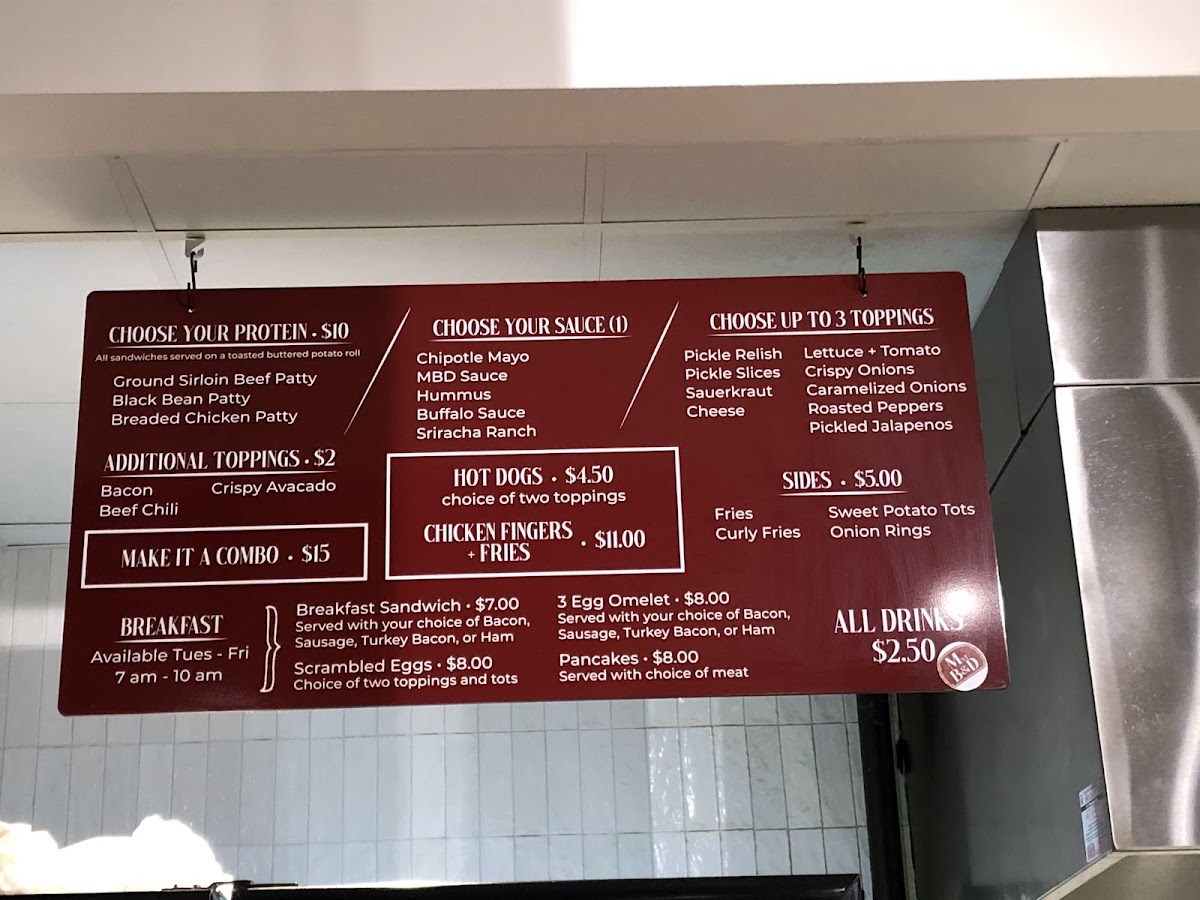 CHOOSE YOUR PROTEIN • $10
All sandwiches served on a toasted buttered potato roll
Ground Sirloin Beef Patty
Black Bean Patty
Breaded Chicken Patty
ADDITIONAL TOPPINGS • $2
Bacon
Crispy Avacado
Beef Chili
MAKE IT A COMBO • $15
CHOOSE YOUR SAUCE (1)
Chipotle Mayo
MBD Sauce
Hummus
Buffalo Sauce
Sriracha Ranch
HOT DOGS • $4.50
choice of two toppings
CHICKEN FINGERS
+ FRIES • $11.00
CHOOSE UP TO 3 TOPPINGS
Pickle Relish
Pickle Slices
Sauerkraut
Cheese
Lettuce + Tomato
Crispy Onions
Caramelized Onions
Roasted Peppers
Pickled Jalapenos
SIDES • $5.00
Fries
Curly Fries
Sweet Potato Tots
Onion Rings
BREAKFAST
Available Tues - Fri
7 am - 10 am
Breakfast Sandwich • $7.00
Served with your choice of Bacon,
Sausage, Turkey Bacon, or Ham
Scrambled Eggs • $8.00
Choice of two toppings and tots
3 Egg Omelet • $8.00
Served with your choice of Bacon,
Sausage, Turkey Bacon, or Ham
Pancakes • $8.00
Served with choice of meat
ALL DRINKS
$2.50